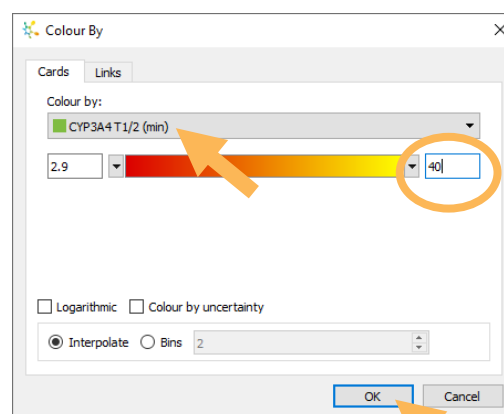 Colour By
Cards Links
Colour by:
CYP3A4 T1/2 (min)
2.9 40
Logarithmic Colour by uncertainty
Interpolate Bins 2
OK Cancel